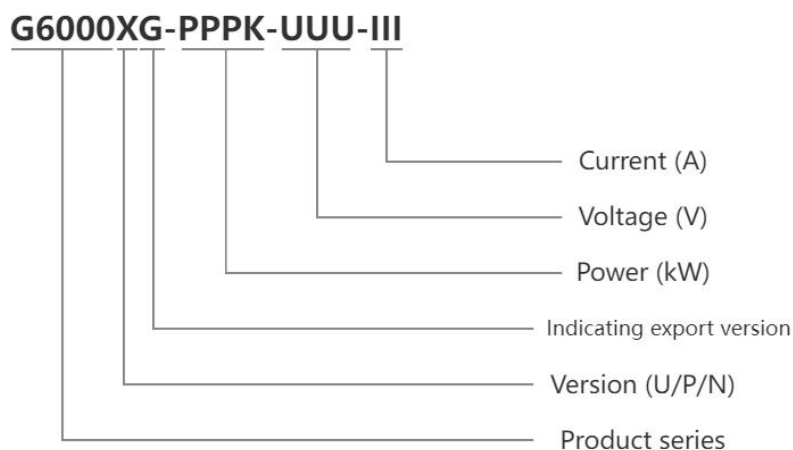 G6000XG-PPPK-UUU-III
Current (A)
Voltage (V)
Power (kW)
Indicating export version
Version (U/P/N)
Product series